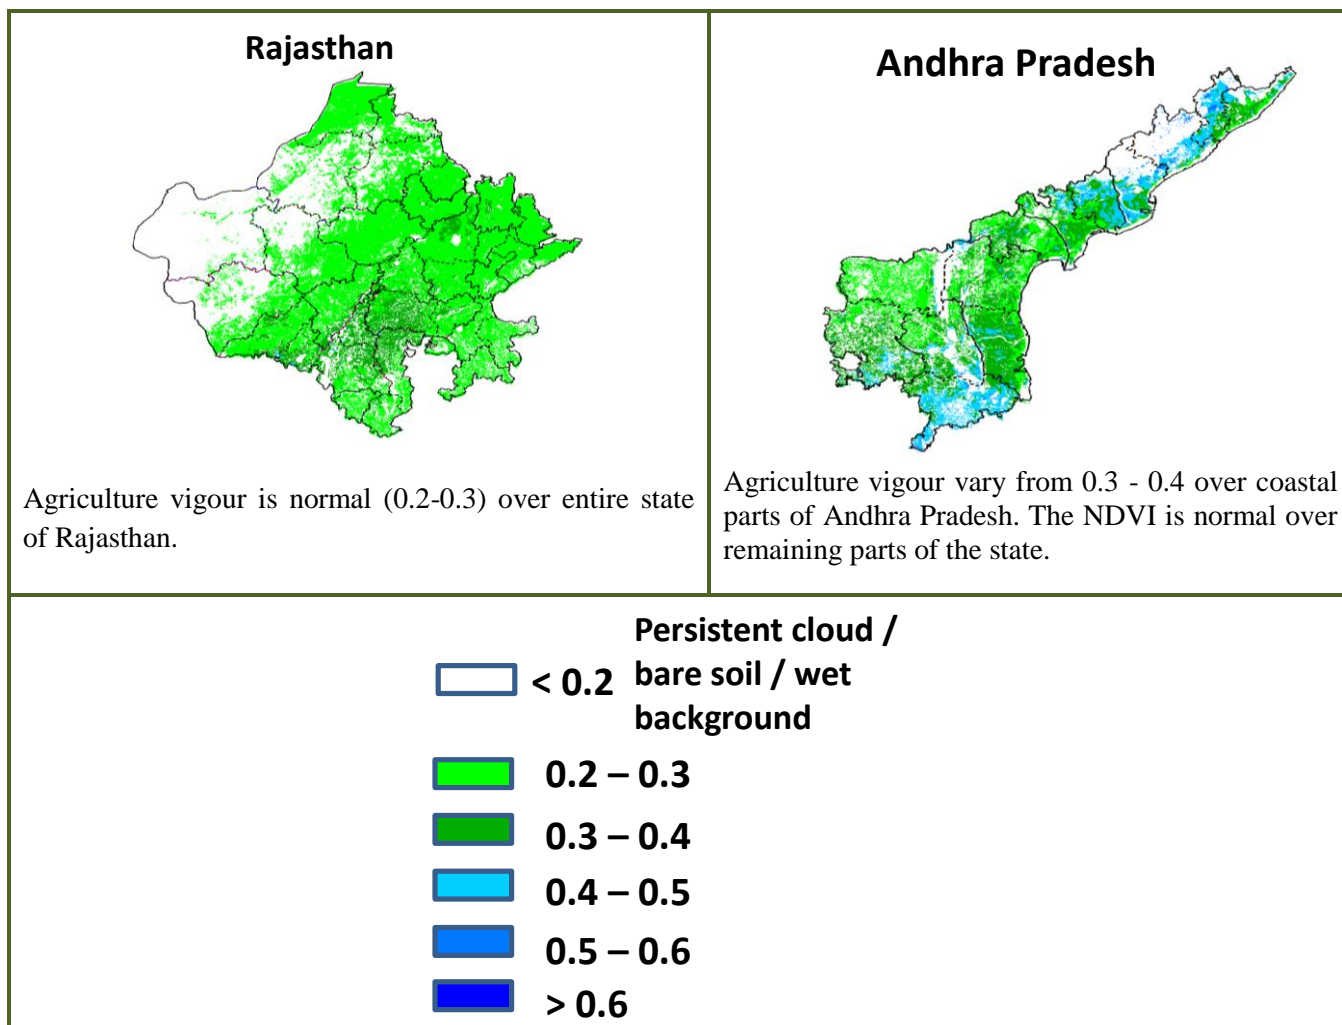 Rajasthan
Agriculture vigour is normal (0.2-0.3) over entire state
of Rajasthan.
Andhra Pradesh
Agriculture vigour vary from 0.3 - 0.4 over coastal
parts of Andhra Pradesh. The NDVI is normal over
remaining parts of the state.
< 0.2
Persistent cloud /
bare soil / wet
background
0.2 – 0.3
0.3 – 0.4
0.4 – 0.5
0.5 – 0.6
> 0.6